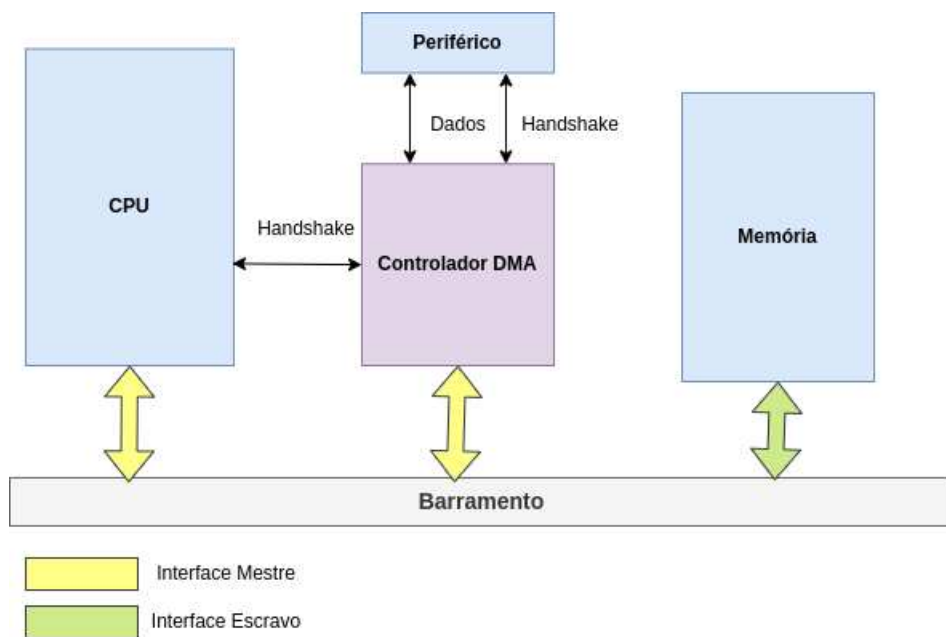 Periférico
CPU
Dados
Handshake
Handshake
Controlador DMA
Memória
Barramento
Interface Mestre
Interface Escravo